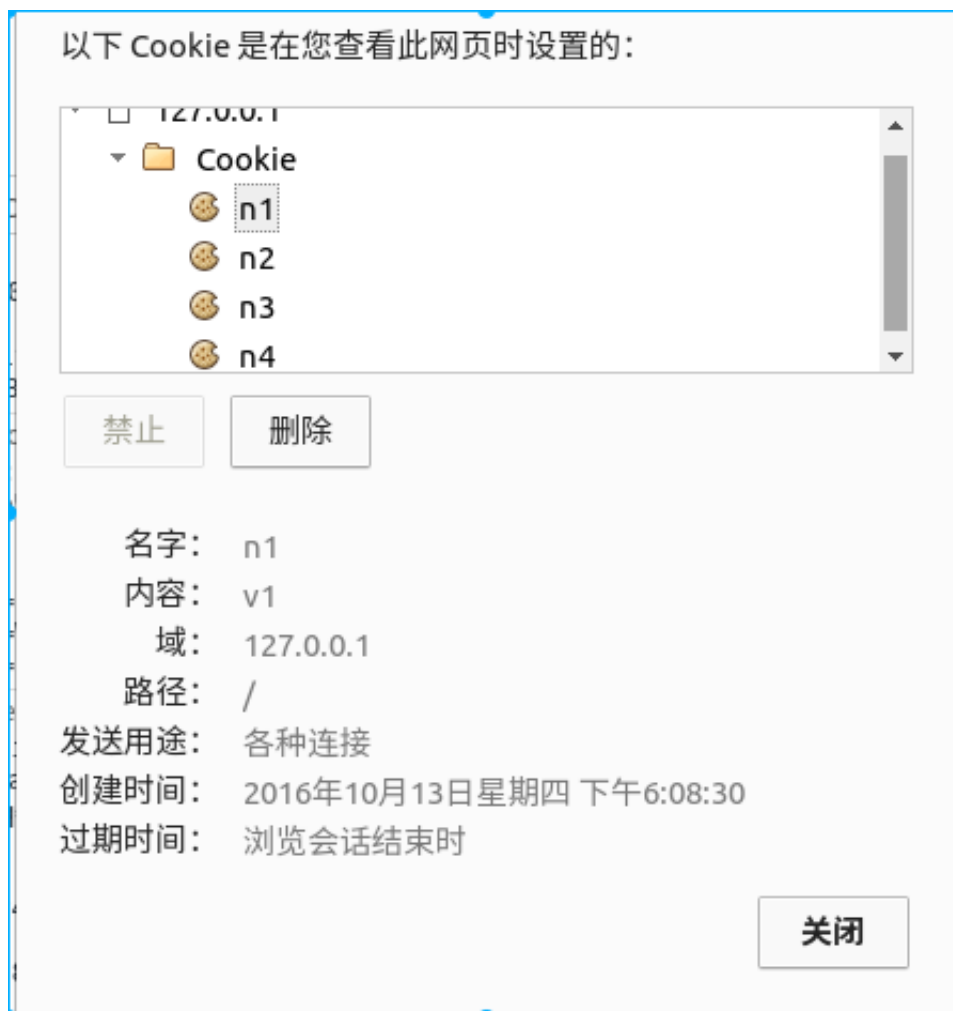 以下 Cookie 是在您查看此网页时设置的：
127.0.0.1
Cookie
n1
n2
n3
n4
禁止 删除
名字： n1
内容： v1
域： 127.0.0.1
路径： /
发送用途： 各种连接
创建时间： 2016年10月13日星期四 下午6:08:30
过期时间： 浏览会话结束时
关闭